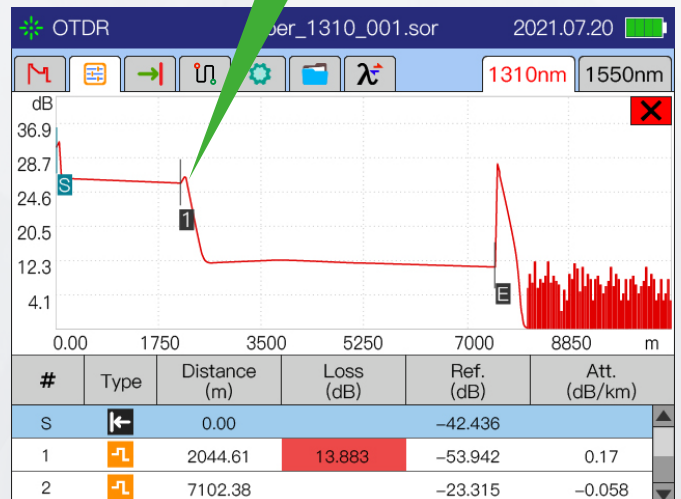 OTDR er_1310_001.sor 2021.07.20
1310nm 1550nm
dB
36.9
28.7
S
24.6
1
20.5
12.3
E
4.1
0.00 1750 3500 5250 7000 8850 m
# Type Distance (m) Loss (dB) Ref. (dB) Att. (dB/km)
S 0.00 -42.436
1 2044.61 13.883 -53.942 0.17
2 7102.38 -23.315 -0.058